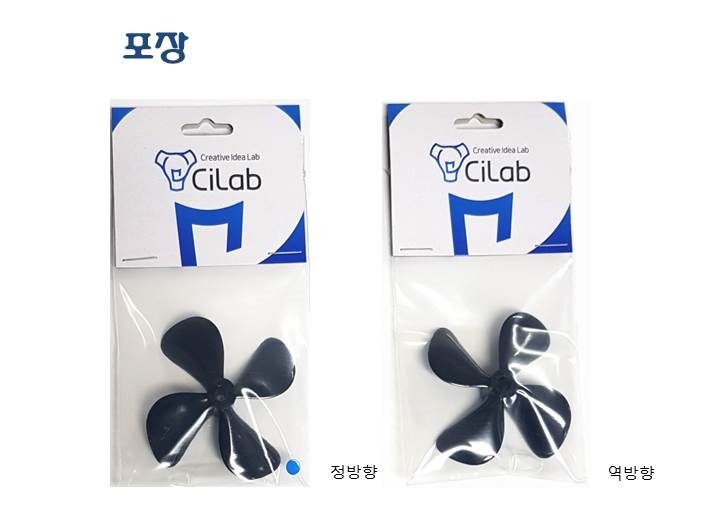 포장
Creative Idea Lab
CiLab
Creative Idea Lab
CiLab
정방향
역방향